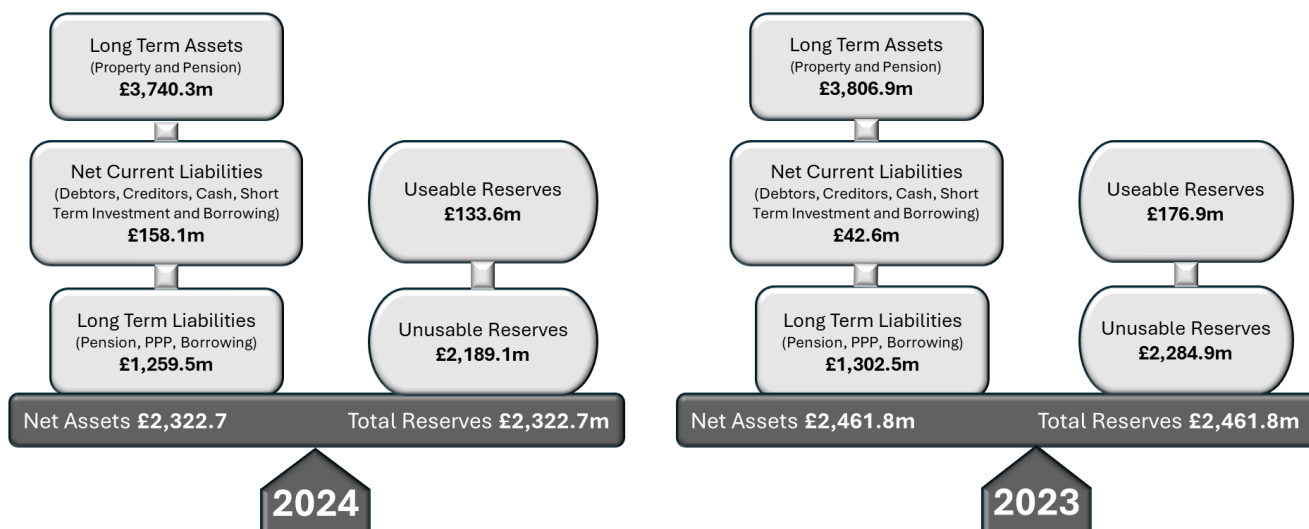 Long Term Assets
(Property and Pension)
£3,740.3m
Net Current Liabilities
(Debtors, Creditors, Cash, Short
Term Investment and Borrowing)
£158.1m
Long Term Liabilities
(Pension, PPP, Borrowing)
£1,259.5m
Useable Reserves
£133.6m
Unusable Reserves
£2,189.1m
Net Assets £2,322.7
Total Reserves £2,322.7m
2024
Long Term Assets
(Property and Pension)
£3,806.9m
Net Current Liabilities
(Debtors, Creditors, Cash, Short
Term Investment and Borrowing)
£42.6m
Long Term Liabilities
(Pension, PPP, Borrowing)
£1,302.5m
Useable Reserves
£176.9m
Unusable Reserves
£2,284.9m
Net Assets £2,461.8m
Total Reserves £2,461.8m
2023